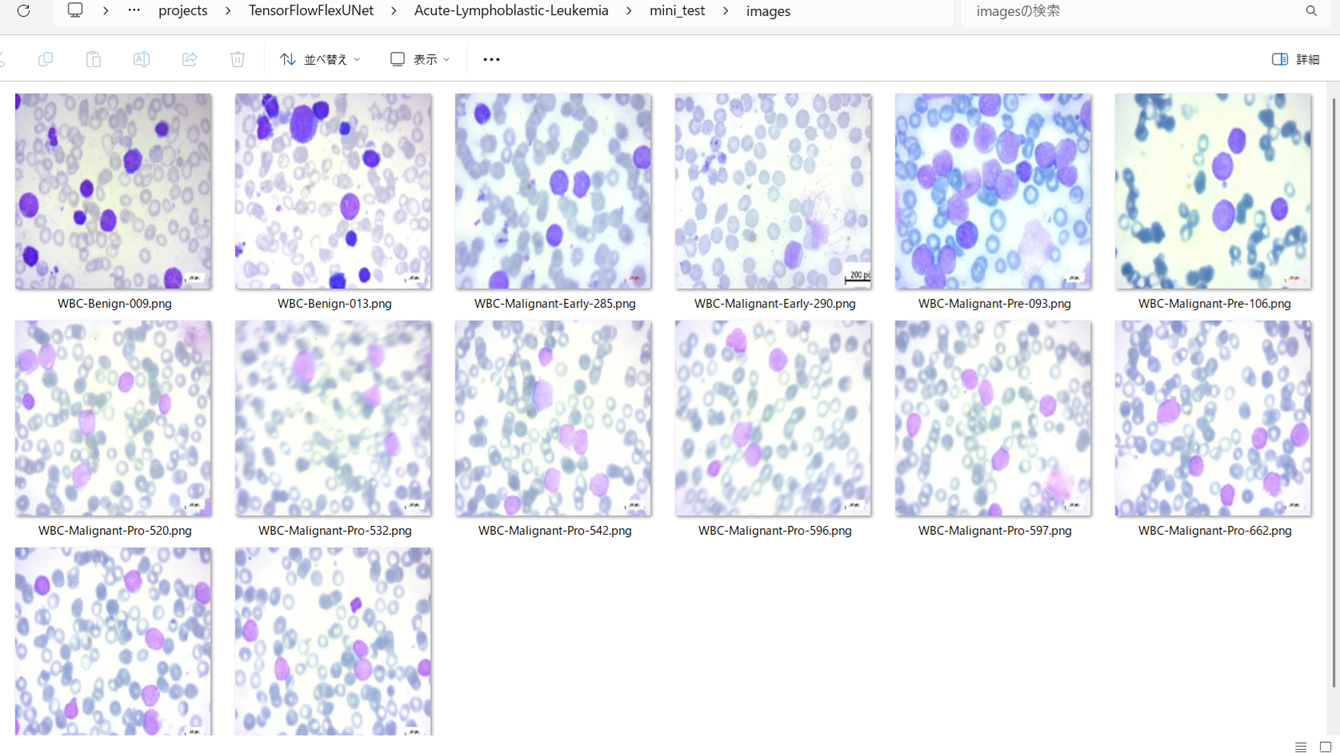 projects > TensorFlowFlexUNet > Acute-Lymphoblastic-Leukemia > mini_test > images
imagesの検索
並べ替え 表示 詳細
WBC-Benign-009.png
WBC-Benign-013.png
WBC-Malignant-Early-285.png
200
WBC-Malignant-Early-290.png
WBC-Malignant-Pre-093.png
WBC-Malignant-Pre-106.png
WBC-Malignant-Pro-520.png
WBC-Malignant-Pro-532.png
WBC-Malignant-Pro-542.png
WBC-Malignant-Pro-596.png
WBC-Malignant-Pro-597.png
WBC-Malignant-Pro-662.png